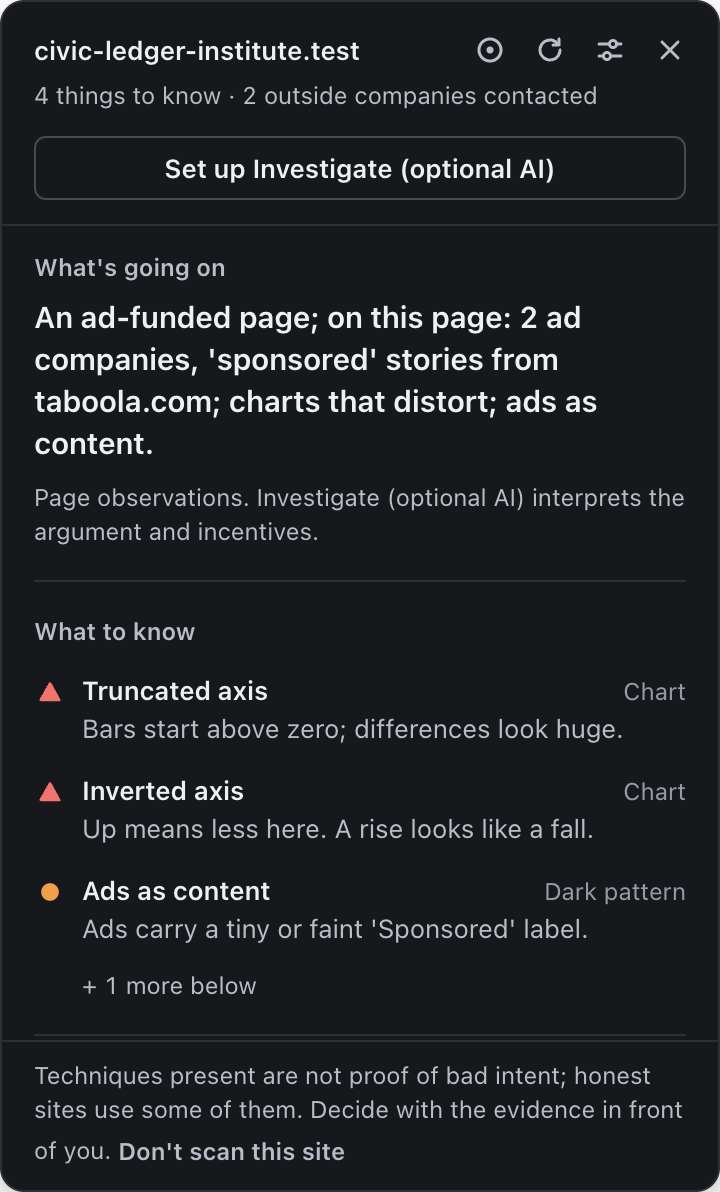 civic-ledger-institute.test
4 things to know · 2 outside companies contacted
Set up Investigate (optional AI)
What's going on
An ad-funded page; on this page: 2 ad
companies, 'sponsored' stories from
taboola.com; charts that distort; ads as
content.
Page observations. Investigate (optional AI) interprets the
argument and incentives.
What to know
Truncated axis Chart
Bars start above zero; differences look huge.
Inverted axis Chart
Up means less here. A rise looks like a fall.
Ads as content Dark pattern
Ads carry a tiny or faint 'Sponsored' label.
+ 1 more below
Techniques present are not proof of bad intent; honest
sites use some of them. Decide with the evidence in front
of you. Don't scan this site